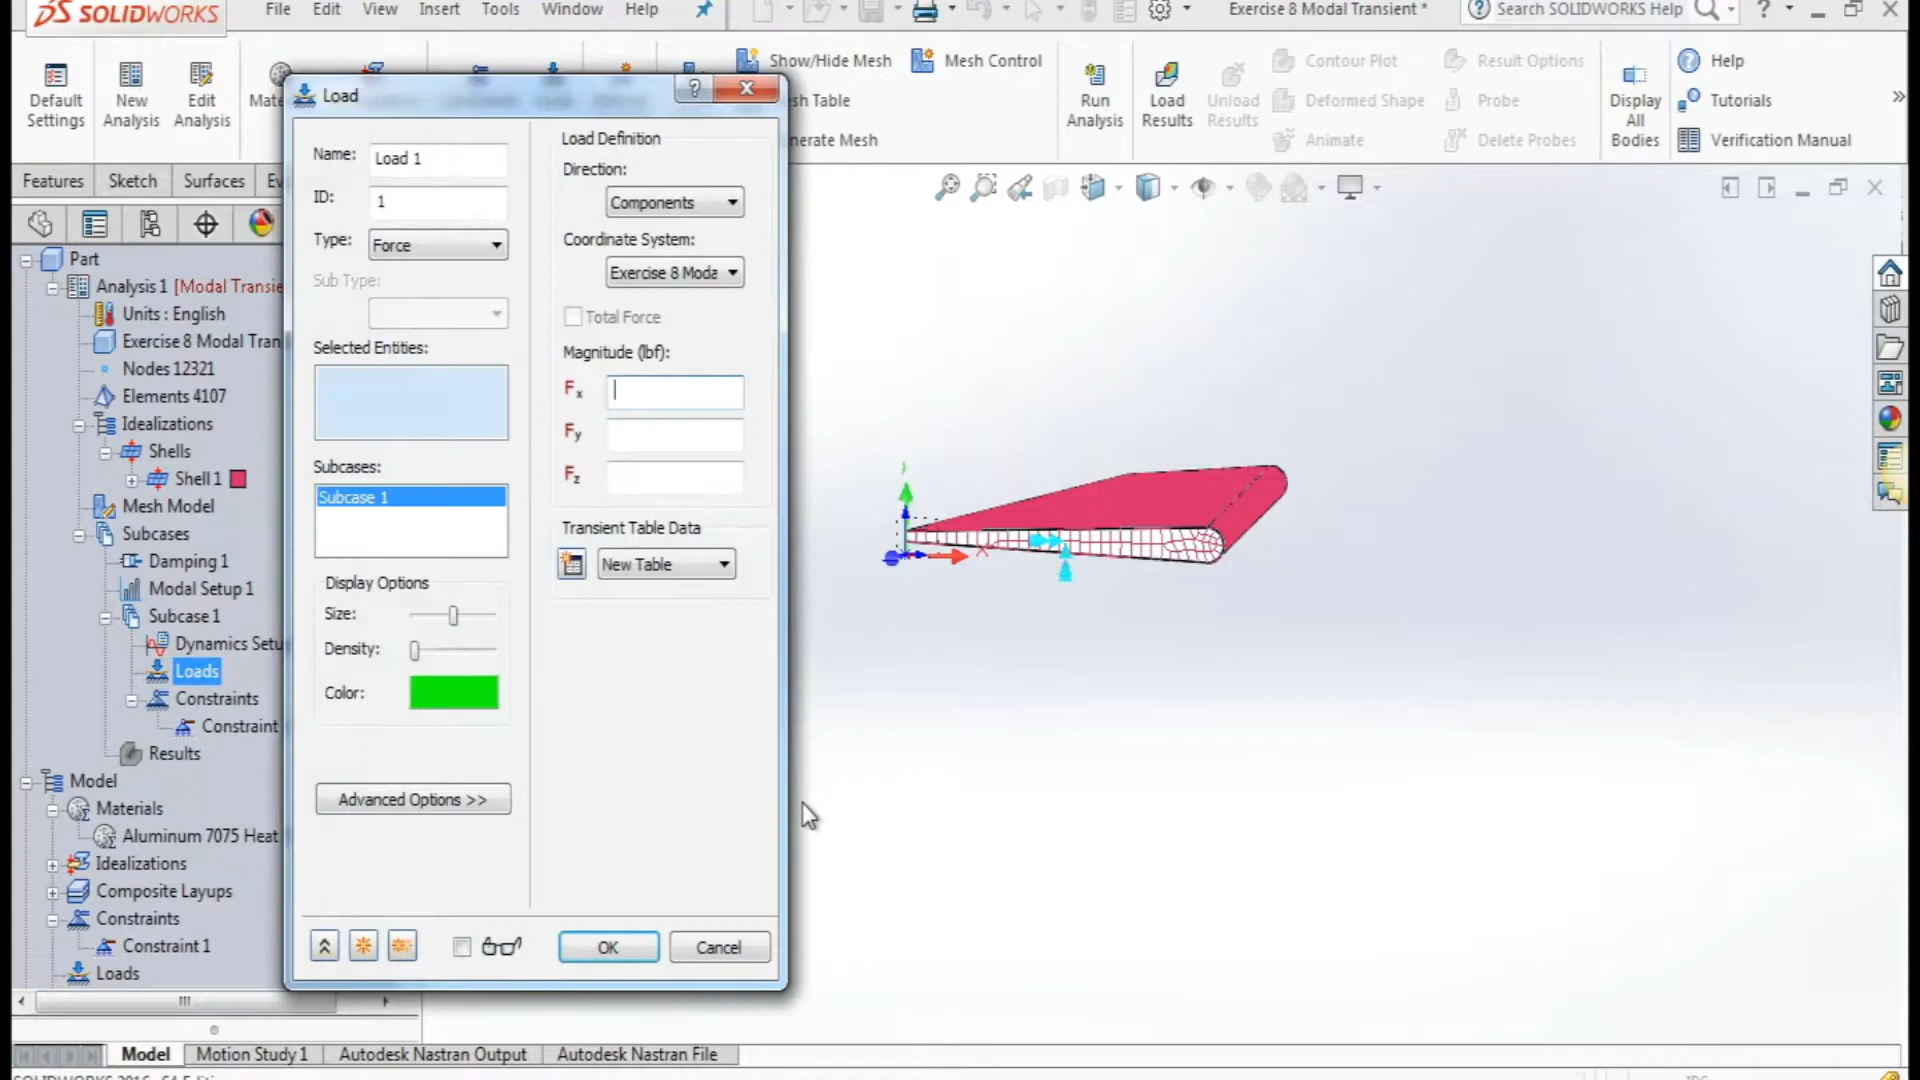 SOLIDWORKS
File Edit View Insert Tools Window Help
Exercise 8 Modal Transient *
Search SOLIDWORKS Help
Default Settings
New Analysis
Edit Analysis
Show/Hide Mesh
Mesh Control
Run Analysis
Load Results
Unload Results
Contour Plot
Deformed Shape
Animate
Result Options
Probe
Delete Probes
Display All Bodies
Help
Tutorials
Verification Manual
Features Sketch Surfaces
Part
Analysis 1 [Modal Transie
Units : English
Exercise 8 Modal Tran
Nodes 12321
Elements 4107
Idealizations
Shells
Shell 1
Mesh Model
Subcases
Damping 1
Modal Setup 1
Subcase 1
Dynamics Setu
Loads
Constraints
Constraint
Results
Model
Materials
Aluminum 7075 Heat
Idealizations
Composite Layups
Constraints
Constraint 1
Loads
Load
Name: Load 1
ID: 1
Type: Force
Sub Type:
Selected Entities:
Subcases:
Subcase 1
Display Options
Size:
Density:
Color:
Advanced Options >>
Load Definition
Direction:
Components
Coordinate System:
Exercise 8 Moda
Total Force
Magnitude (lbf):
Fx
Fy
Fz
Transient Table Data
New Table
OK Cancel
Model Motion Study 1 Autodesk Nastran Output Autodesk Nastran File